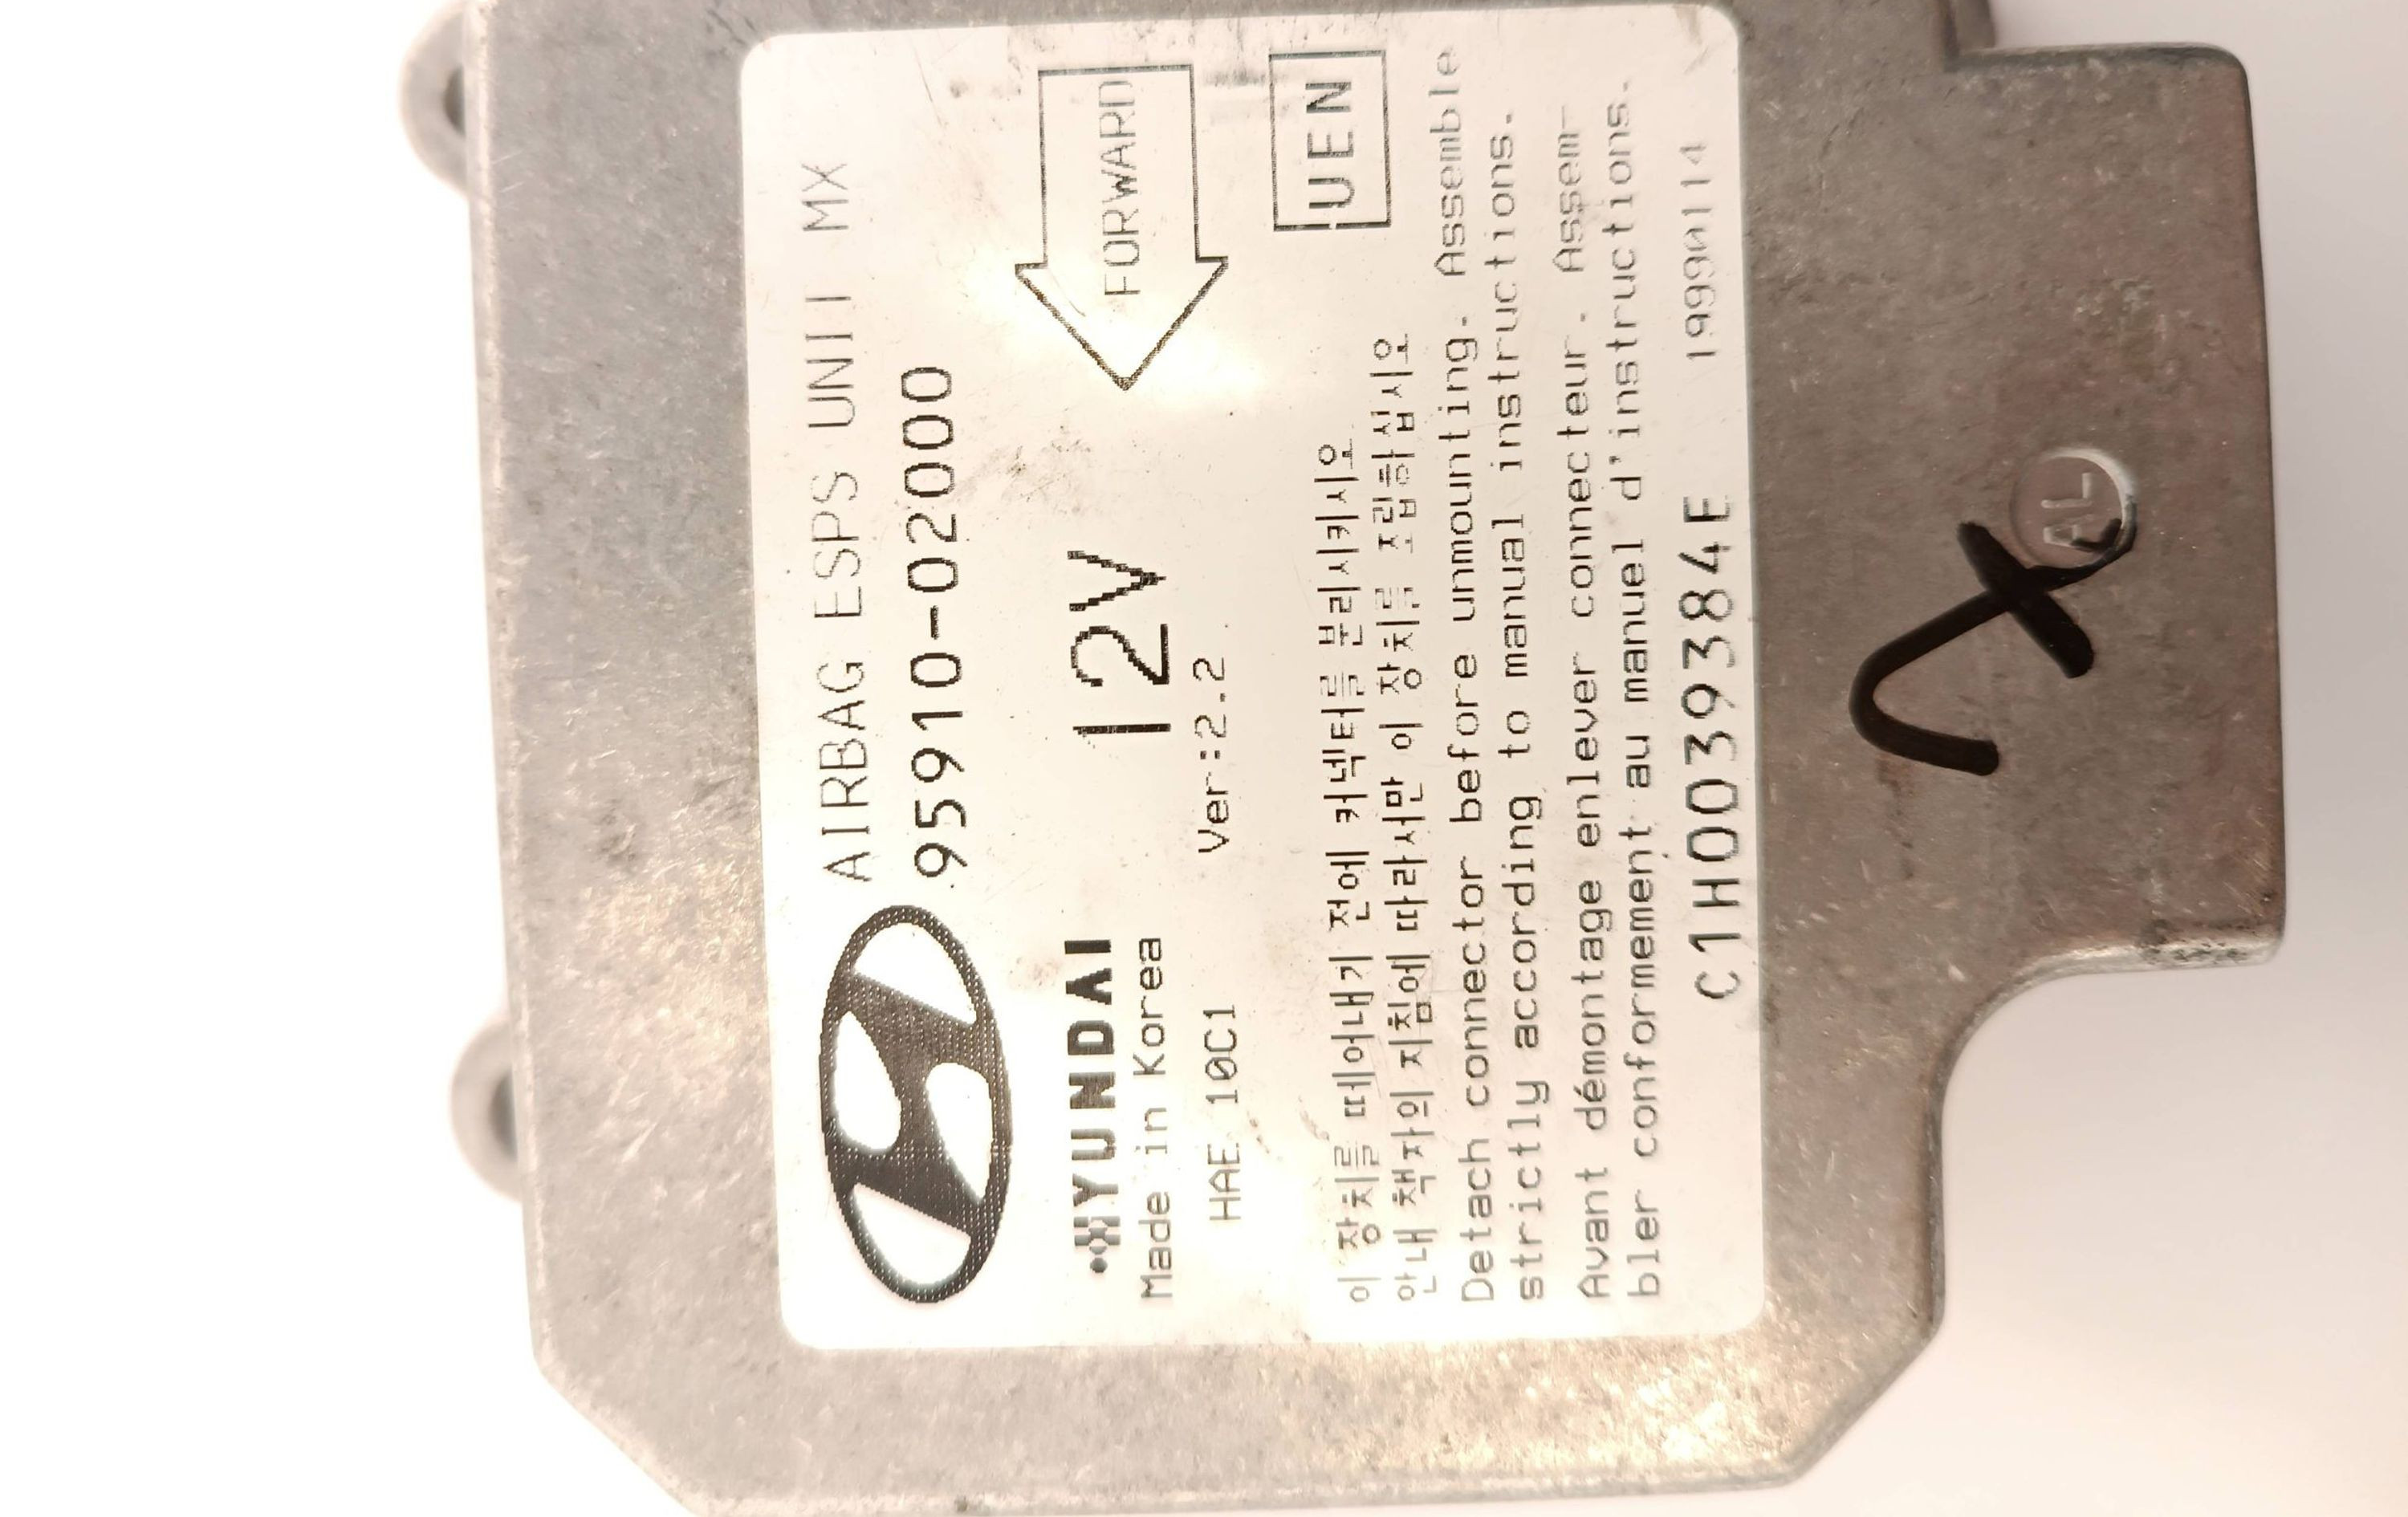 AIRBAG ESPS UNIT MX
95910-02000
HYUNDAI
12V
FORWARD
Made in Korea
HAE 10C1
Ver:2.2
UEN
이 장치를 떼어내기 전에 커넥터를 분리시키시오
안내 책자의 지침에 따라서만 이 장치를 조립하십시오
Detach connector before unmounting. Assemble
strictly according to manual instructions.
Avant démontage enlever connecteur. Assem-
bler conformement au manuel d'instructions.
C1H0039384E 19990114
AL